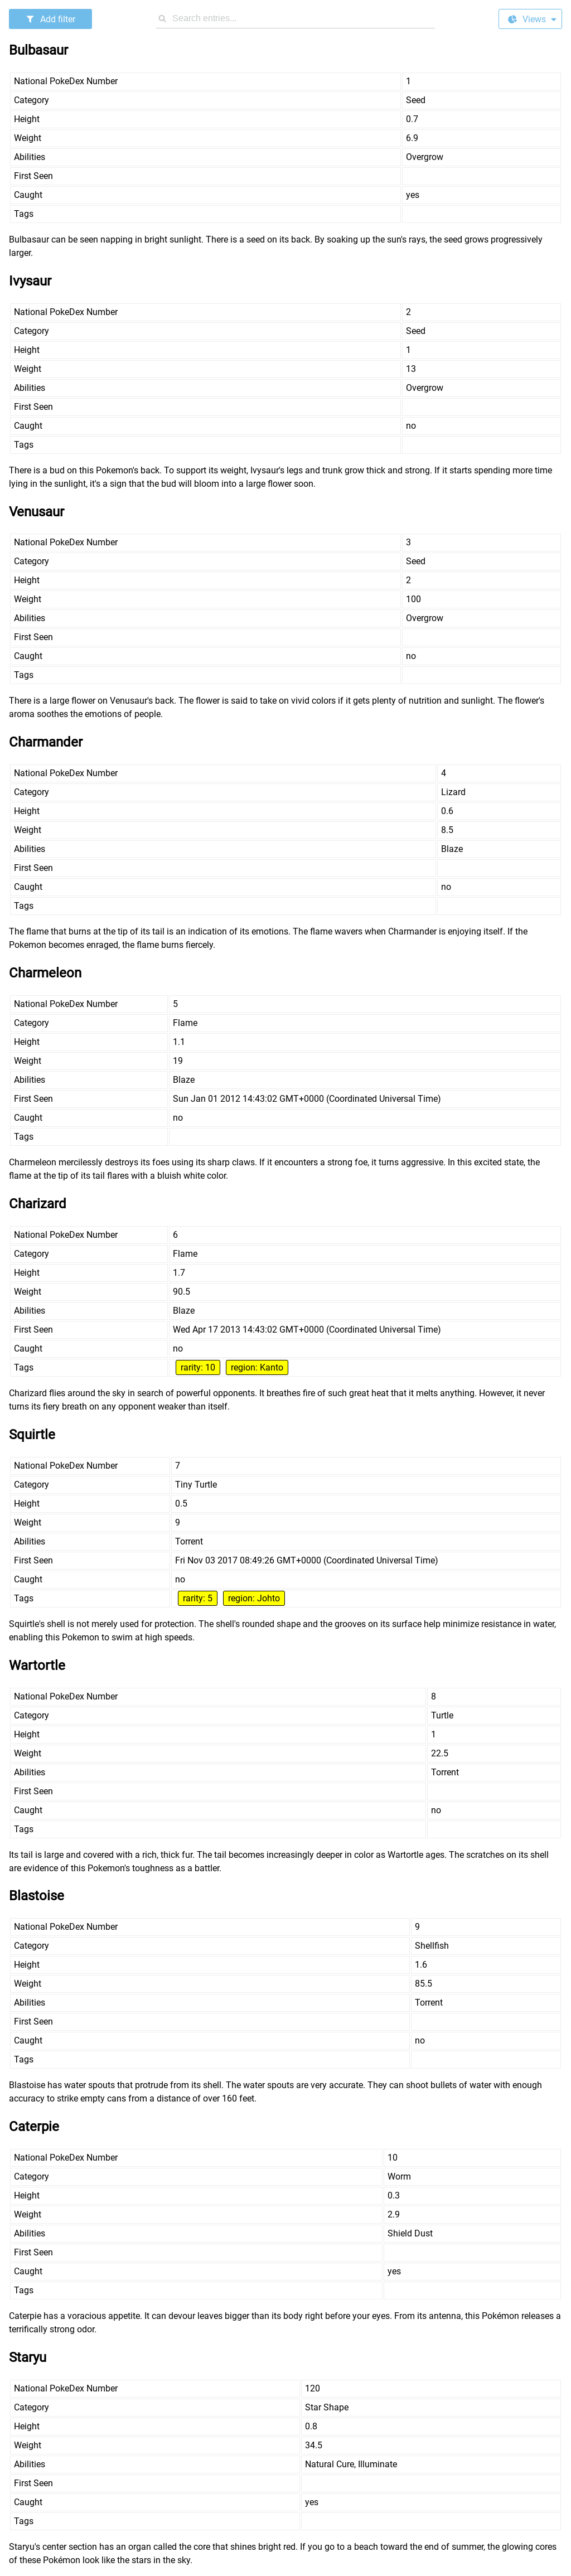 Add filter
Search entries...
Views
Bulbasaur
National PokeDex Number 1
Category Seed
Height 0.7
Weight 6.9
Abilities Overgrow
First Seen
Caught yes
Tags
Bulbasaur can be seen napping in bright sunlight. There is a seed on its back. By soaking up the sun's rays, the seed grows progressively
larger.
Ivysaur
National PokeDex Number 2
Category Seed
Height 1
Weight 13
Abilities Overgrow
First Seen
Caught no
Tags
There is a bud on this Pokemon's back. To support its weight, Ivysaur's legs and trunk grow thick and strong. If it starts spending more time
lying in the sunlight, it's a sign that the bud will bloom into a large flower soon.
Venusaur
National PokeDex Number 3
Category Seed
Height 2
Weight 100
Abilities Overgrow
First Seen
Caught no
Tags
There is a large flower on Venusaur's back. The flower is said to take on vivid colors if it gets plenty of nutrition and sunlight. The flower's
aroma soothes the emotions of people.
Charmander
National PokeDex Number 4
Category Lizard
Height 0.6
Weight 8.5
Abilities Blaze
First Seen
Caught no
Tags
The flame that burns at the tip of its tail is an indication of its emotions. The flame wavers when Charmander is enjoying itself. If the
Pokemon becomes enraged, the flame burns fiercely.
Charmeleon
National PokeDex Number 5
Category Flame
Height 1.1
Weight 19
Abilities Blaze
First Seen Sun Jan 01 2012 14:43:02 GMT+0000 (Coordinated Universal Time)
Caught no
Tags
Charmeleon mercilessly destroys its foes using its sharp claws. If it encounters a strong foe, it turns aggressive. In this excited state, the
flame at the tip of its tail flares with a bluish white color.
Charizard
National PokeDex Number 6
Category Flame
Height 1.7
Weight 90.5
Abilities Blaze
First Seen Wed Apr 17 2013 14:43:02 GMT+0000 (Coordinated Universal Time)
Caught no
Tags rarity: 10 region: Kanto
Charizard flies around the sky in search of powerful opponents. It breathes fire of such great heat that it melts anything. However, it never
turns its fiery breath on any opponent weaker than itself.
Squirtle
National PokeDex Number 7
Category Tiny Turtle
Height 0.5
Weight 9
Abilities Torrent
First Seen Fri Nov 03 2017 08:49:26 GMT+0000 (Coordinated Universal Time)
Caught no
Tags rarity: 5 region: Johto
Squirtle's shell is not merely used for protection. The shell's rounded shape and the grooves on its surface help minimize resistance in water,
enabling this Pokemon to swim at high speeds.
Wartortle
National PokeDex Number 8
Category Turtle
Height 1
Weight 22.5
Abilities Torrent
First Seen
Caught no
Tags
Its tail is large and covered with a rich, thick fur. The tail becomes increasingly deeper in color as Wartortle ages. The scratches on its shell
are evidence of this Pokemon's toughness as a battler.
Blastoise
National PokeDex Number 9
Category Shellfish
Height 1.6
Weight 85.5
Abilities Torrent
First Seen
Caught no
Tags
Blastoise has water spouts that protrude from its shell. The water spouts are very accurate. They can shoot bullets of water with enough
accuracy to strike empty cans from a distance of over 160 feet.
Caterpie
National PokeDex Number 10
Category Worm
Height 0.3
Weight 2.9
Abilities Shield Dust
First Seen
Caught yes
Tags
Caterpie has a voracious appetite. It can devour leaves bigger than its body right before your eyes. From its antenna, this Pokémon releases a
terrifically strong odor.
Staryu
National PokeDex Number 120
Category Star Shape
Height 0.8
Weight 34.5
Abilities Natural Cure, Illuminate
First Seen
Caught yes
Tags
Staryu's center section has an organ called the core that shines bright red. If you go to a beach toward the end of summer, the glowing cores
of these Pokémon look like the stars in the sky.